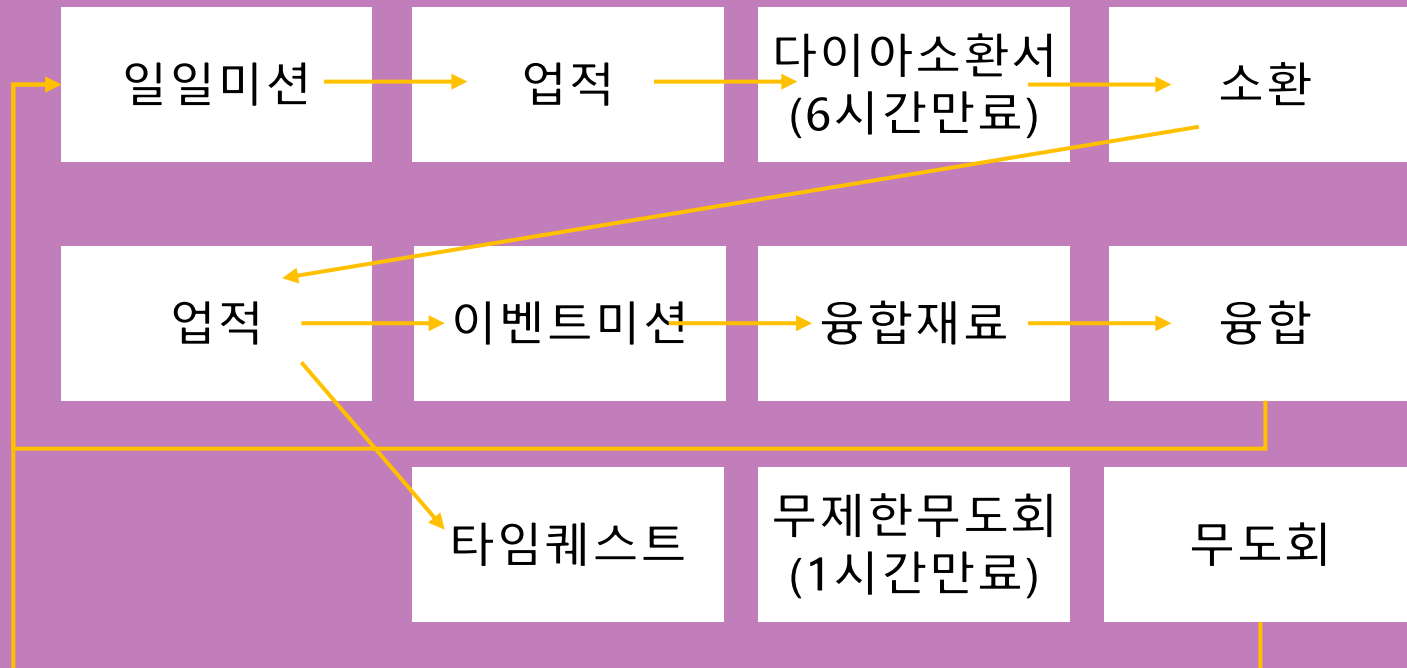 일일미션
업적
다이아소환서
(6시간만료)
소환
업적
이벤트미션
융합재료
융합
타임퀘스트
무제한무도회
(1시간만료)
무도회